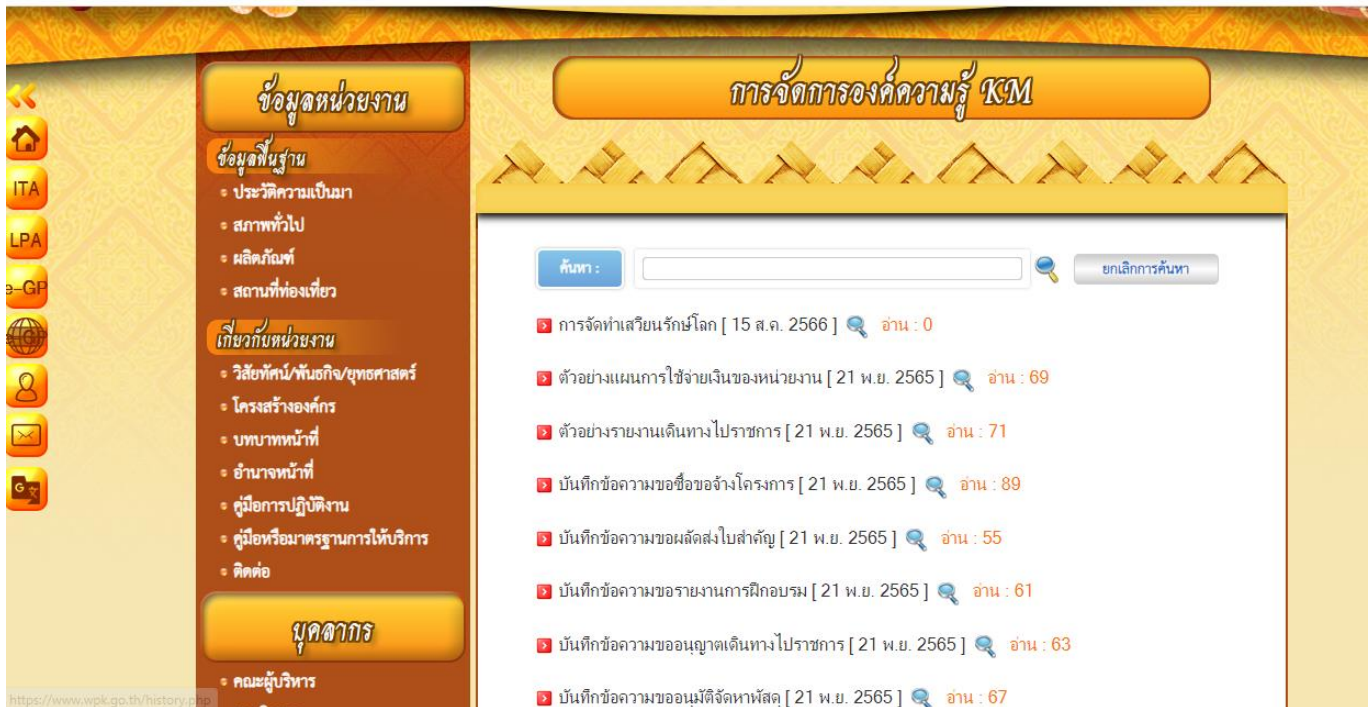 «
ITA
LPA
e-GP
ข้อมูลหน่วยงาน
ข้อมูลพื้นฐาน
ประวัติความเป็นมา
สภาพทั่วไป
ผลิตภัณฑ์
สถานที่ท่องเที่ยว
เกี่ยวกับหน่วยงาน
วิสัยทัศน์/พันธกิจ/ยุทธศาสตร์
โครงสร้างองค์กร
บทบาทหน้าที่
อำนาจหน้าที่
คู่มือการปฏิบัติงาน
คู่มือหรือมาตรฐานการให้บริการ
ติดต่อ
บุคลากร
คณะผู้บริหาร
https://www.wpk.go.th/history.php
การจัดการองค์ความรู้ KM
ค้นหา :
ยกเลิกการค้นหา
การจัดทำเสวียนรักษ์โลก [ 15 ส.ค. 2566 ] อ่าน : 0
ตัวอย่างแผนการใช้จ่ายเงินของหน่วยงาน [ 21 พ.ย. 2565 ] อ่าน : 69
ตัวอย่างรายงานเดินทางไปราชการ [ 21 พ.ย. 2565 ] อ่าน : 71
บันทึกข้อความขอซื้อขอจ้างโครงการ [ 21 พ.ย. 2565 ] อ่าน : 89
บันทึกข้อความขอผลัดส่งใบสำคัญ [ 21 พ.ย. 2565 ] อ่าน : 55
บันทึกข้อความขอรายงานการฝึกอบรม [ 21 พ.ย. 2565 ] อ่าน : 61
บันทึกข้อความขออนุญาตเดินทางไปราชการ [ 21 พ.ย. 2565 ] อ่าน : 63
บันทึกข้อความขออนุมัติจัดหาพัสดุ [ 21 พ.ย. 2565 ] อ่าน : 67